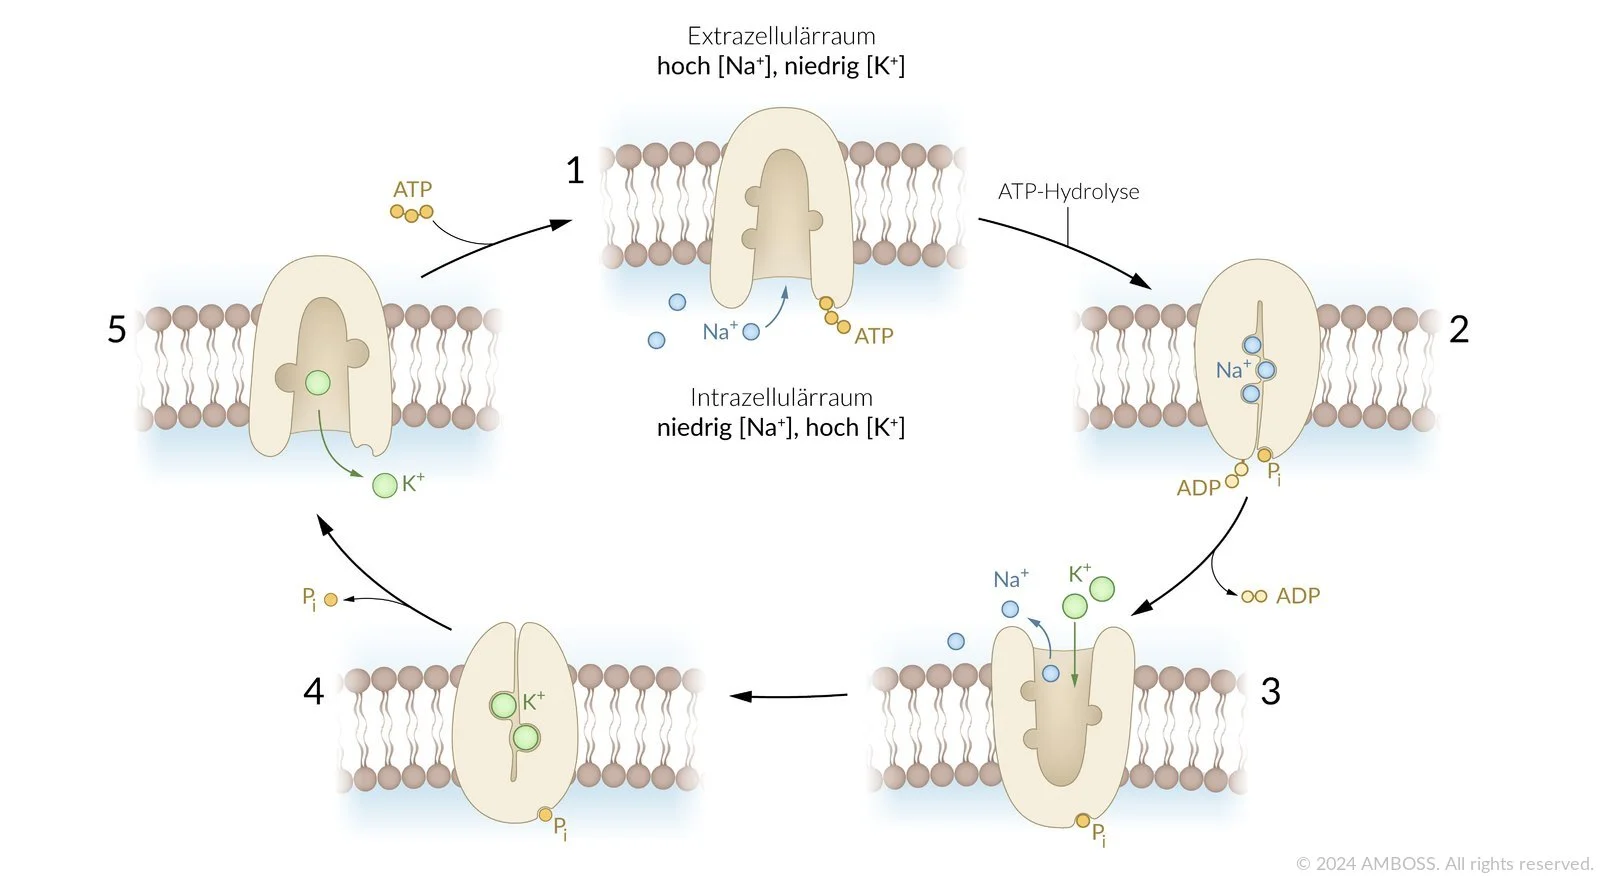 Extrazellulärraum
hoch [Na⁺], niedrig [K⁺]
1
ATP
ATP-Hydrolyse
Na⁺
ATP
5
2
Na⁺
Intrazellulärraum
niedrig [Na⁺], hoch [K⁺]
K⁺
ADP
Pᵢ
Na⁺
K⁺
Pᵢ
ADP
4
K⁺
3
Pᵢ
Pᵢ
© 2024 AMBOSS. All rights reserved.